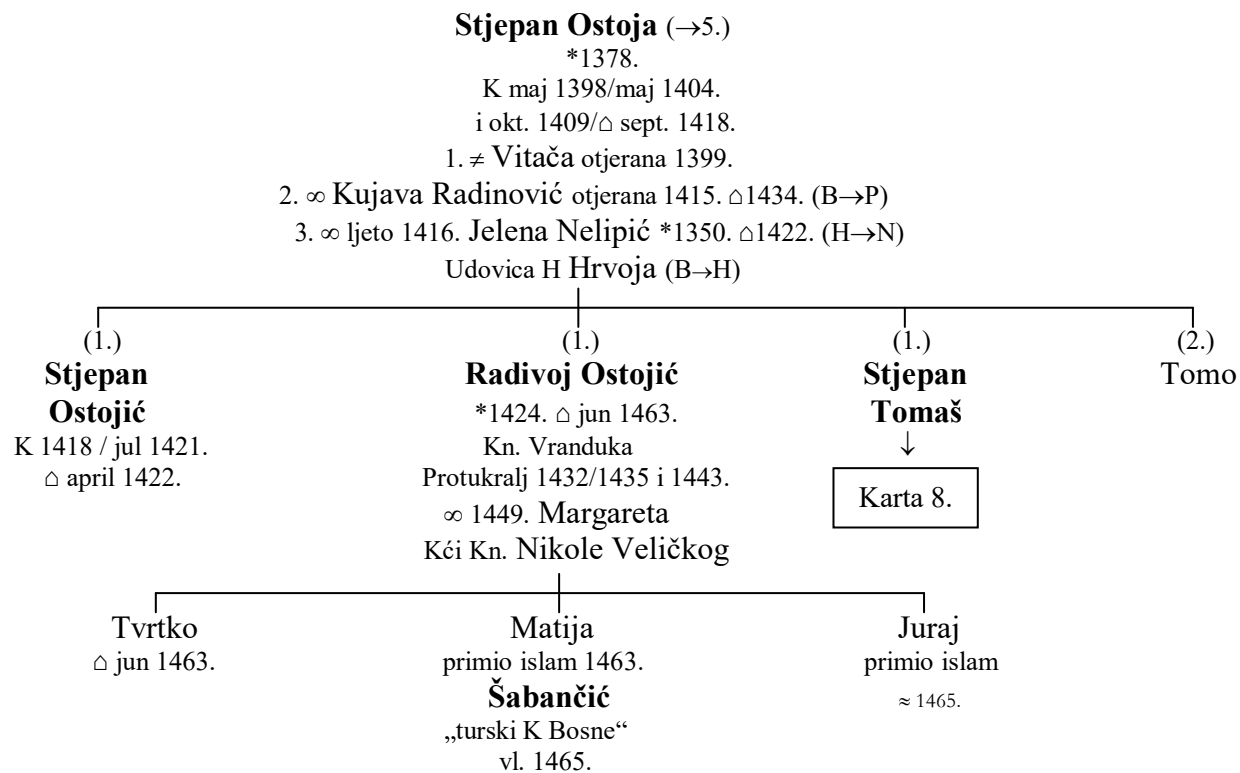 Stjepan Ostoja (→5.)
*1378.
K maj 1398/maj 1404.
i okt. 1409/⌂ sept. 1418.
1. ≠ Vitača otjerana 1399.
2. ∞ Kujava Radinović otjerana 1415. ⌂1434. (B→P)
3. ∞ ljeto 1416. Jelena Nelipić *1350. ⌂1422. (H→N)
Udovica H Hrvoja (B→H)
(1.)
Stjepan
Ostojić
K 1418 / jul 1421.
⌂ april 1422.
(1.)
Radivoj Ostojić
*1424. ⌂ jun 1463.
Kn. Vranduka
Protukralj 1432/1435 i 1443.
∞ 1449. Margareta
Kći Kn. Nikole Veličkog
(1.)
Stjepan
Tomaš
↓
Karta 8.
(2.)
Tomo
Tvrtko
⌂ jun 1463.
Matija
primio islam 1463.
Šabančić
„turski K Bosne“
vl. 1465.
Juraj
primio islam
≈ 1465.